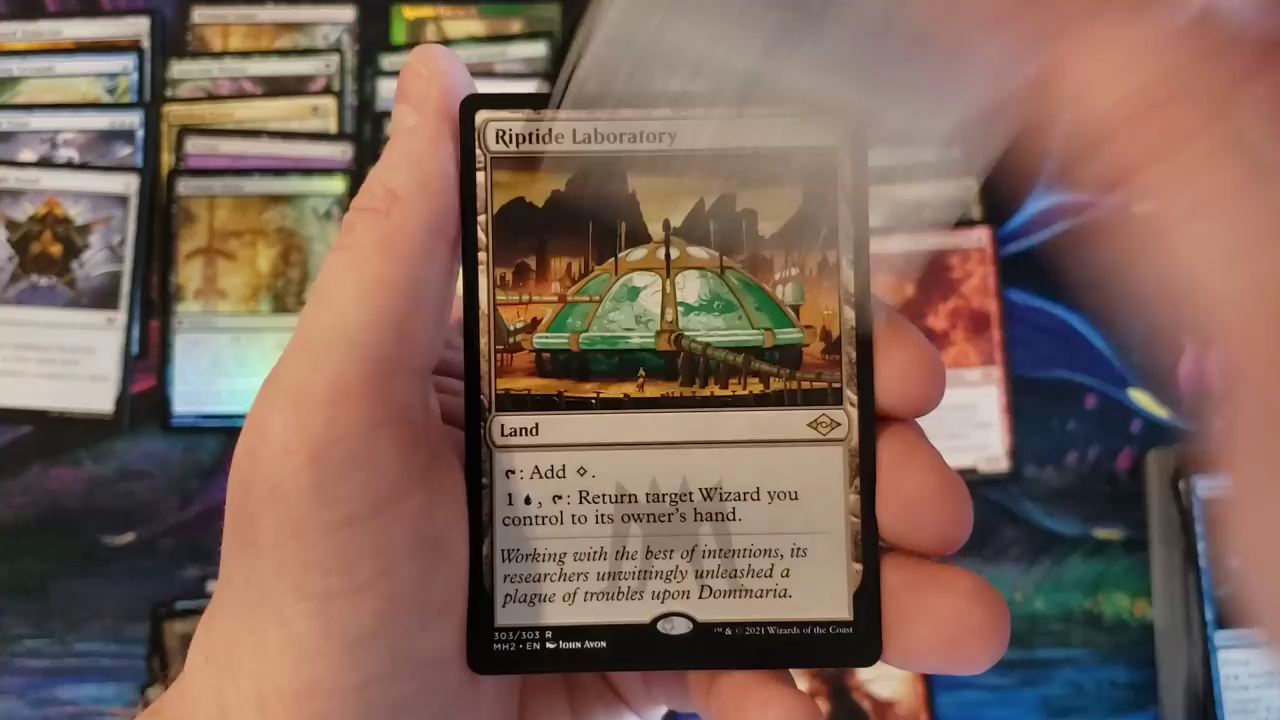 Riptide Laboratory
Land
: Add .
1 , : Return target Wizard you
control to its owner's hand.
Working with the best of intentions, its
researchers unwittingly unleashed a
plague of troubles upon Dominaria.
303/303 R
MH2 • EN JOHN AVON
™ & © 2021 Wizards of the Coast